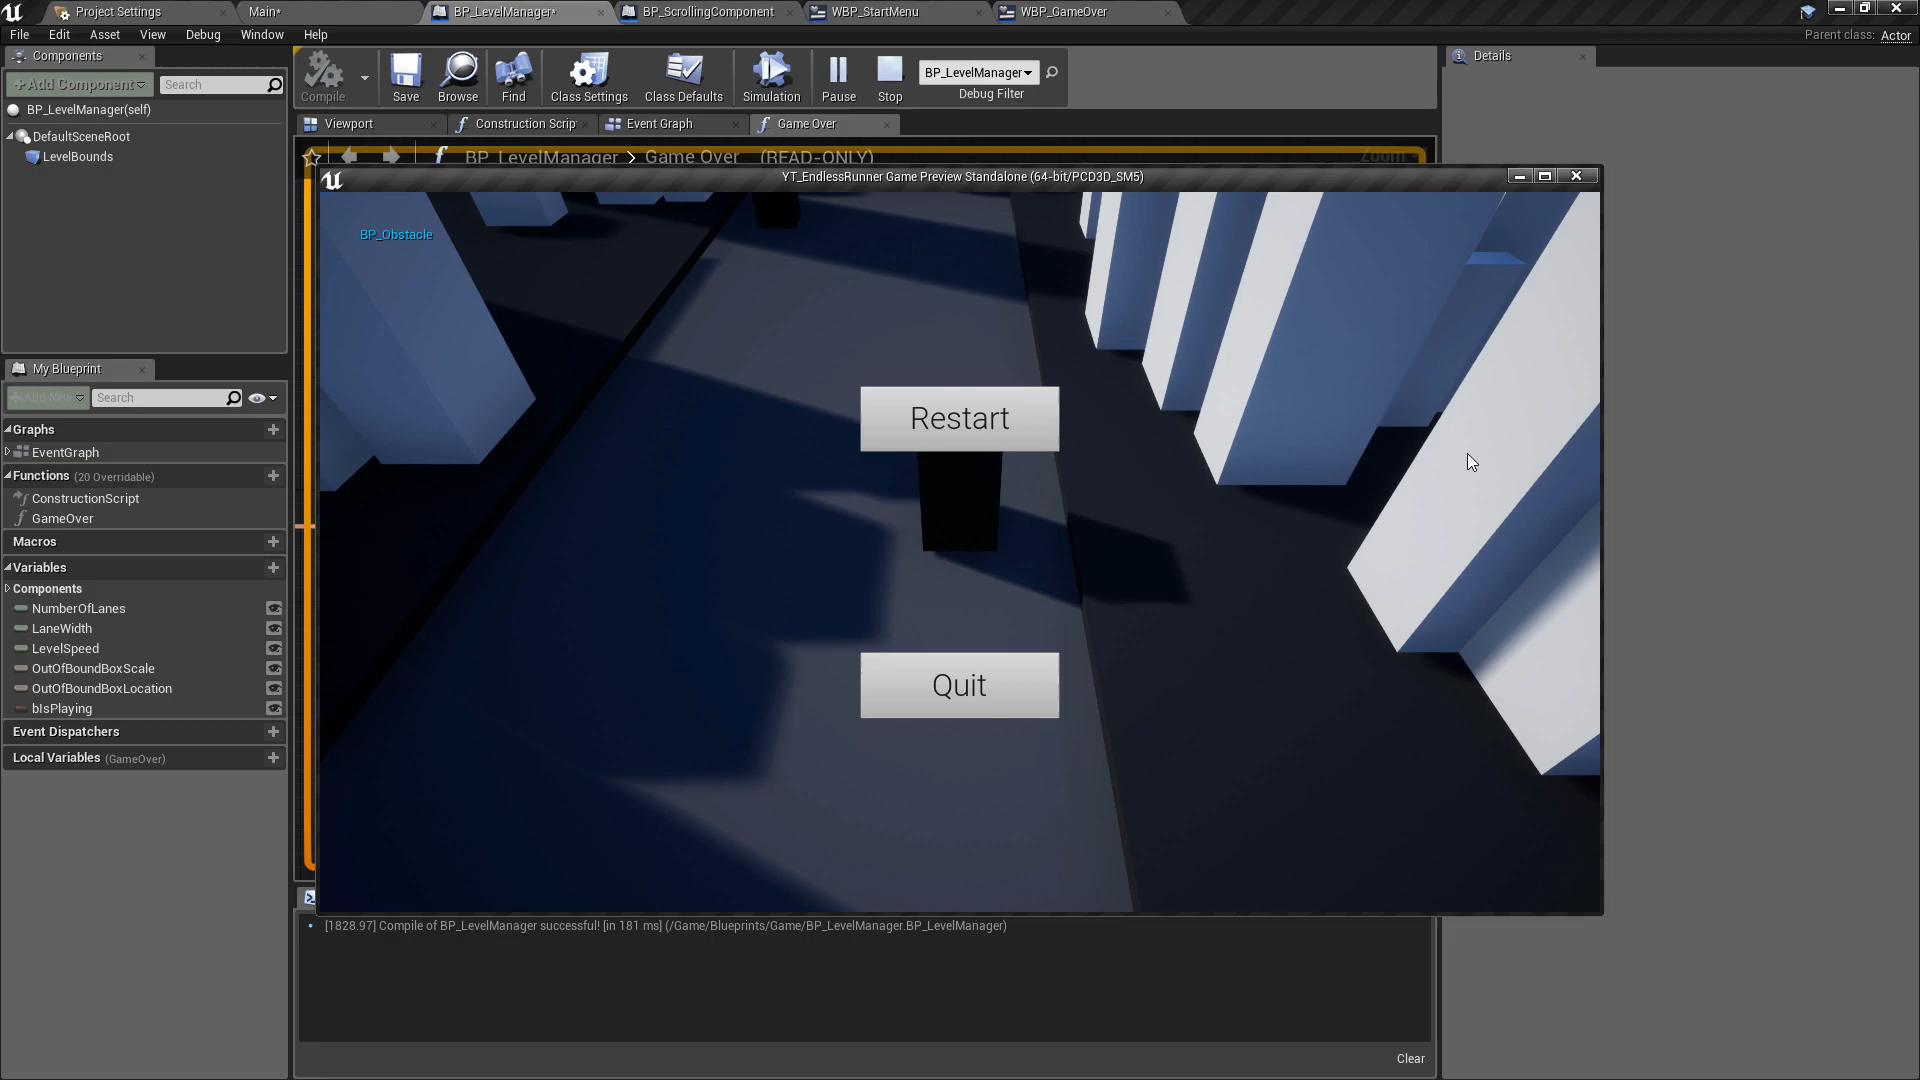 Project Settings
Main*
BP_LevelManager*
BP_ScrollingComponent
WBP_StartMenu
WBP_GameOver
File Edit Asset View Debug Window Help
Parent class: Actor
Components
Details
+Add Component
Search
Compile
Save
Browse
Find
Class Settings
Class Defaults
Simulation
Pause
Stop
BP_LevelManager
Debug Filter
BP_LevelManager(self)
Viewport
Construction Scrip
Event Graph
Game Over
DefaultSceneRoot
LevelBounds
BP_LevelManager > Game Over (READ-ONLY)
Zoom
YT_EndlessRunner Game Preview Standalone (64-bit/PCD3D_SM5)
BP_Obstacle
Restart
Quit
My Blueprint
+Add New
Search
Graphs
EventGraph
Functions (20 Overridable)
ConstructionScript
GameOver
Macros
Variables
Components
NumberOfLanes
LaneWidth
LevelSpeed
OutOfBoundBoxScale
OutOfBoundBoxLocation
bIsPlaying
Event Dispatchers
Local Variables (GameOver)
[1828.97] Compile of BP_LevelManager successful! [in 181 ms] (/Game/Blueprints/Game/BP_LevelManager.BP_LevelManager)
Clear